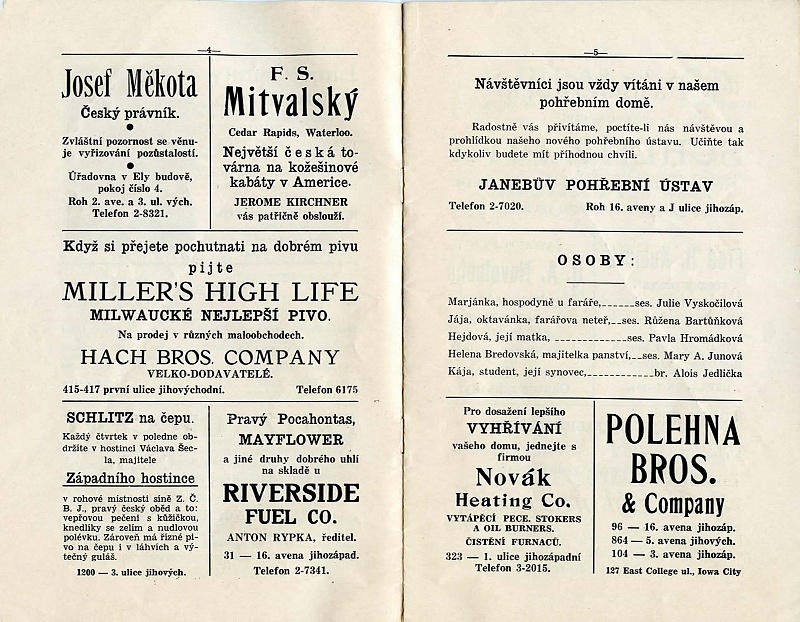 —4—
Josef Měkota
Český právník.
Zvláštní pozornost se věnu-
je vyřizování pozůstalostí.
Úřadovna v Ely budově,
pokoj číslo 4.
Roh 2. ave. a 3. ul. vých.
Telefon 2-8321.
F. S.
Mitvalský
Cedar Rapids, Waterloo.
Největší česká to-
várna na kožešinové
kabáty v Americe.
JEROME KIRCHNER
vás patřičně obslouží.
Když si přejete pochutnati na dobrém pivu
pijte
MILLER'S HIGH LIFE
MILWAUCKÉ NEJLEPŠÍ PIVO.
Na prodej v různých maloobchodech.
HACH BROS. COMPANY
VELKO-DODAVATELÉ.
415-417 první ulice jihovýchodní. Telefon 6175
SCHLITZ na čepu.
Každý čtvrtek v poledne ob-
držíte v hostinci Václava Šec-
la, majitele
Západního hostince
v rohové místnosti síně Z. Č.
B. J., pravý český oběd a to:
vepřovou pečeni s kůžičkou,
knedlíky se zelím a nudlovou
polévku. Zároveň má řízné pi-
vo na čepu i v láhvích a vý-
tečný guláš.
1200 — 3. ulice jihových.
Pravý Pocahontas,
MAYFLOWER
a jiné druhy dobrého uhlí
na skladě u
RIVERSIDE
FUEL CO.
ANTON RYPKA, ředitel.
31 — 16. avenia jihozápad.
Telefon 2-7341.
—5—
Návštěvníci jsou vždy vítáni v našem
pohřebním domě.
Radostně vás přivítáme, poctíte-li nás návštěvou a
prohlídkou našeho nového pohřebního ústavu. Učiňte tak
kdykoliv budete mít příhodnou chvíli.
JANEBŮV POHŘEBNÍ ÚSTAV
Telefon 2-7020. Roh 16. aveny a J ulice jihozáp.
OSOBY:
Marjánka, hospodyně u faráře,______ses. Julie Vyskočilová
Jája, oktavánka, farářova neteř,__ses. Růžena Bartůňková
Hejdová, její matka, _____________ses. Pavla Hromádková
Helena Bredovská, majitelka panství,__ses. Mary A. Junová
Kája, student, její synovec,_____________br. Alois Jedlička
Pro dosažení lepšího
VYHŘÍVÁNÍ
vašeho domu, jednejte s
firmou
Novák
Heating Co.
VYTÁPĚCÍ PECE. STOKERS
A OIL BURNERS.
ČISTĚNÍ FURNACŮ.
323 — 1. ulice jihozápadní
Telefon 3-2015.
POLEHNA
BROS.
& Company
96 — 16. avena jihozáp.
864 — 5. avena jihových.
104 — 3. avena jihozáp.
127 East College ul., Iowa City